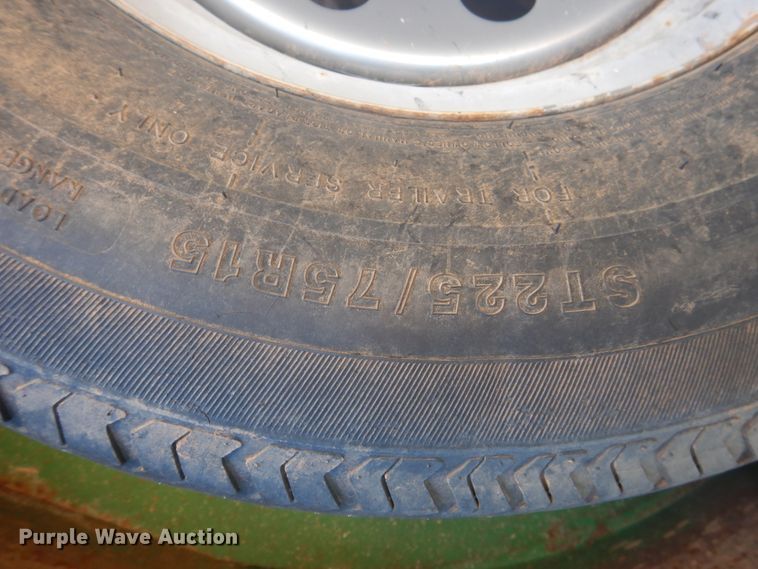 LOAD
RANGE
FOR TRAILER SERVICE ONLY
ST225/75R15
Purple Wave Auction®